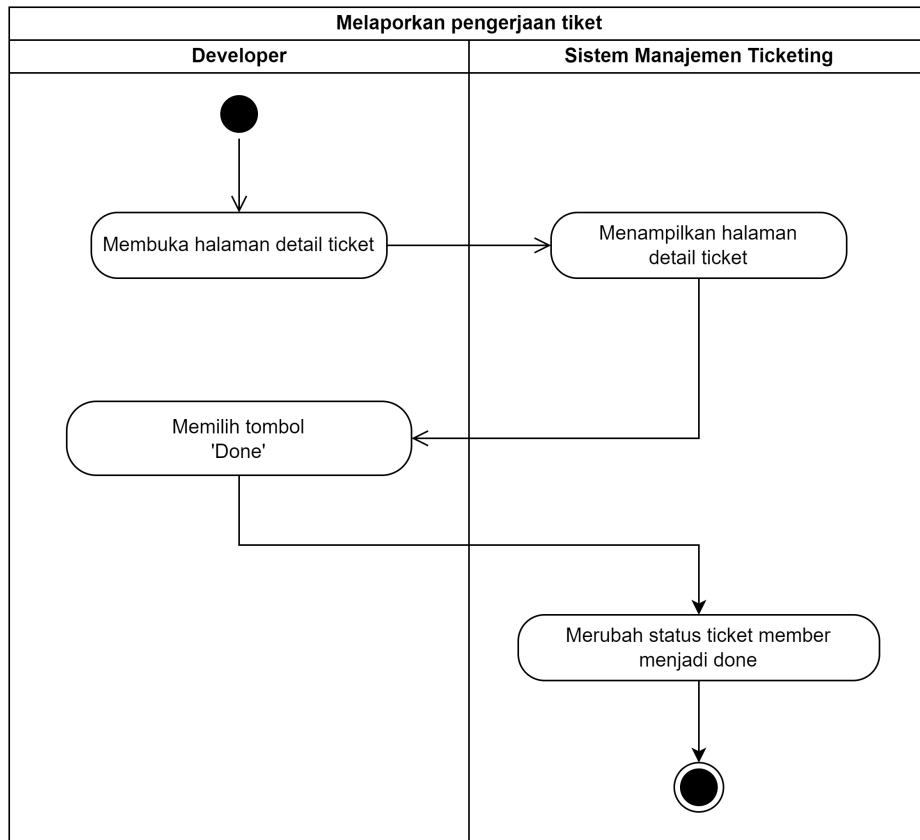 Melaporkan pengerjaan tiket
Developer
Sistem Manajemen Ticketing
Membuka halaman detail ticket
Menampilkan halaman
detail ticket
Memilih tombol
'Done'
Merubah status ticket member
menjadi done